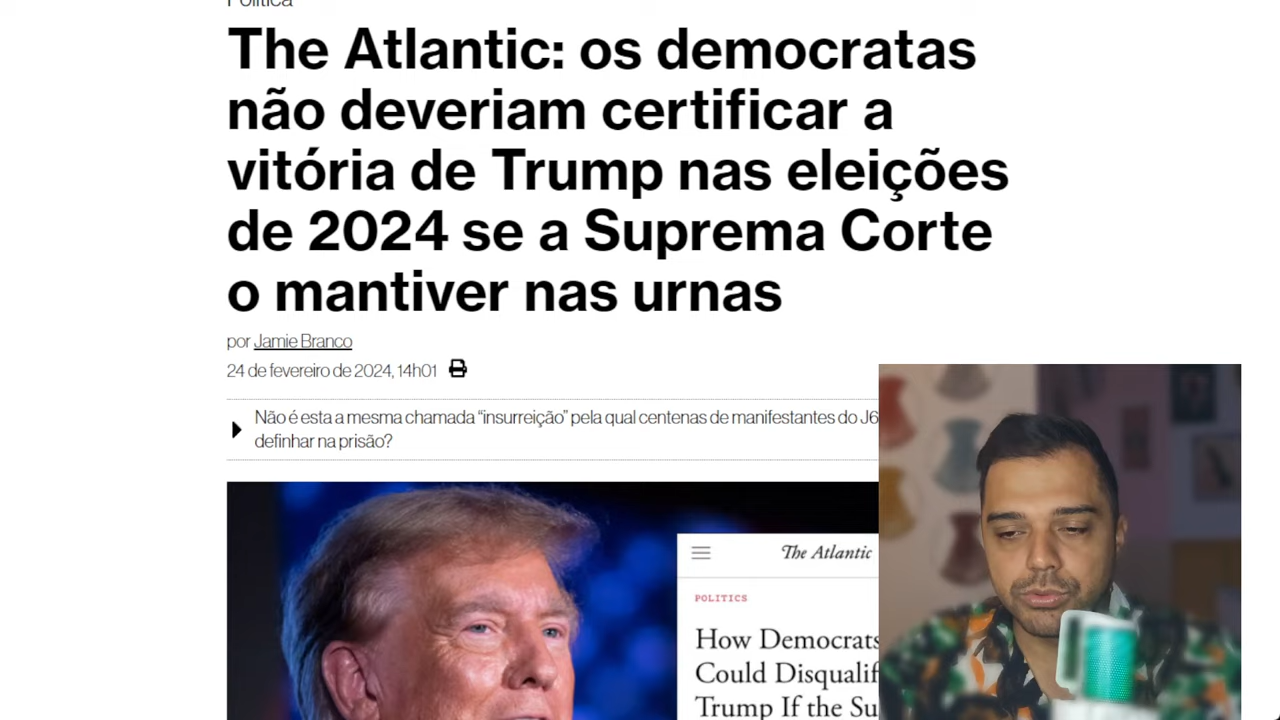 Política
The Atlantic: os democratas
não deveriam certificar a
vitória de Trump nas eleições
de 2024 se a Suprema Corte
o mantiver nas urnas
por Jamie Branco
24 de fevereiro de 2024, 14h01
Não é esta a mesma chamada “insurreição” pela qual centenas de manifestantes do J6
definhar na prisão?
The Atlantic
POLITICS
How Democrats
Could Disqualif
Trump If the Su